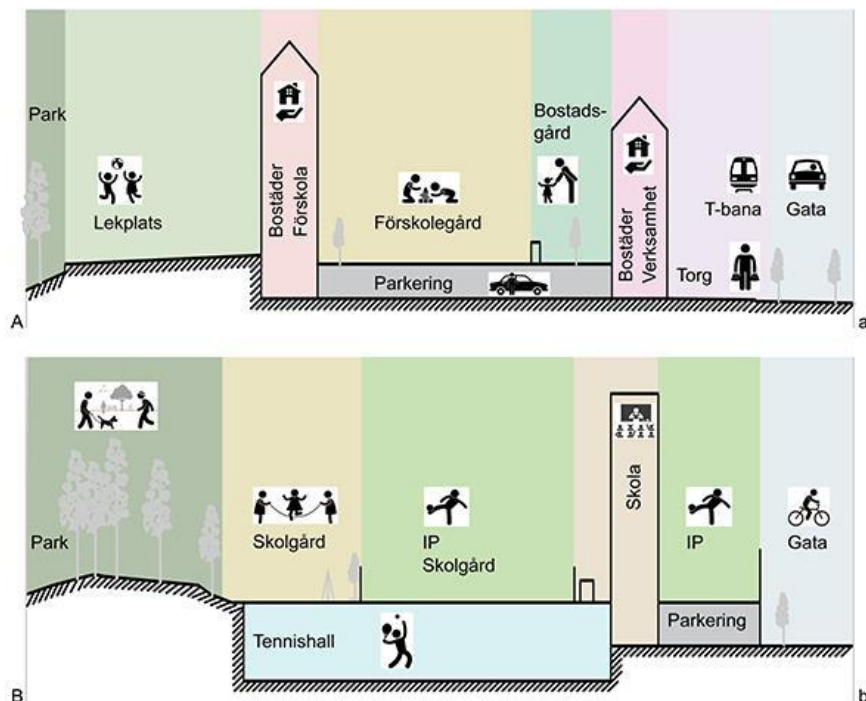 Park
Lekplats
Bostäder
Förskola
Förskolegård
Bostads-
gård
Bostäder
Verksamhet
T-bana
Gata
Torg
Parkering
A
a
Park
Skolgård
IP
Skolgård
Skola
IP
Gata
Parkering
Tennishall
B
b